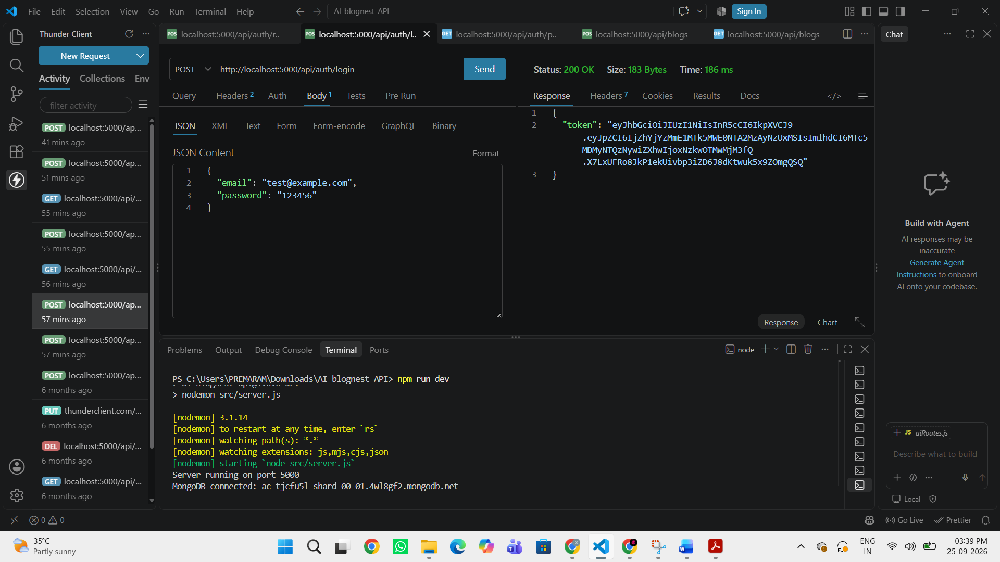 File Edit Selection View Go Run Terminal Help
AI_blognest_API
Sign In
Thunder Client
New Request
Activity Collections Env
filter activity
POST localhost:5000/ap...
41 mins ago
POST localhost:5000/ap...
51 mins ago
GET localhost:5000/api/...
55 mins ago
POST localhost:5000/ap...
55 mins ago
GET localhost:5000/api/...
56 mins ago
POST localhost:5000/ap...
57 mins ago
POST localhost:5000/ap...
57 mins ago
POST localhost:5000/ap...
6 months ago
PUT thunderclient.com/...
6 months ago
DEL localhost:5000/api/...
6 months ago
GET localhost:5000/api/...
6 months ago
POS localhost:5000/api/auth/r..
POS localhost:5000/api/auth/l..
GET localhost:5000/api/auth/p..
POS localhost:5000/api/blogs
GET localhost:5000/api/blogs
POST http://localhost:5000/api/auth/login Send
Query Headers 2 Auth Body 1 Tests Pre Run
JSON XML Text Form Form-encode GraphQL Binary
JSON Content Format
1 {
2 "email": "test@example.com",
3 "password": "123456"
4 }
Status: 200 OK Size: 183 Bytes Time: 186 ms
Response Headers 7 Cookies Results Docs </>
1 {
2 "token": "eyJhbGciOiJIUzI1NiIsInR5cCI6IkpXVCJ9
.eyJpZCI6IjZhYjYzMmE1MTk5MWE0NTA2MzAyNzUxMSIsImlhdCI6MTc5
MDMyNTQzNywiZXhwIjoxNzkwOTMwMjM3fQ
.X7LxUFRo8JkP1ekUivbp3iZD6J8dKtwuk5x9ZOmgQSQ"
3 }
Response Chart
Problems Output Debug Console Terminal Ports
node
PS C:\Users\PREMARAM\Downloads\AI_blognest_API> npm run dev
> nodemon src/server.js
[nodemon] 3.1.14
[nodemon] to restart at any time, enter `rs`
[nodemon] watching path(s): *.*
[nodemon] watching extensions: js,mjs,cjs,json
[nodemon] starting `node src/server.js`
Server running on port 5000
MongoDB connected: ac-tjcfu5l-shard-00-01.4wl8gf2.mongodb.net
Chat
Build with Agent
AI responses may be
inaccurate
Generate Agent
Instructions to onboard
AI onto your codebase.
JS aiRoutes.js
Describe what to build
Local
0 0
Go Live Prettier
35°C
Partly sunny
ENG
IN
03:39 PM
25-09-2026